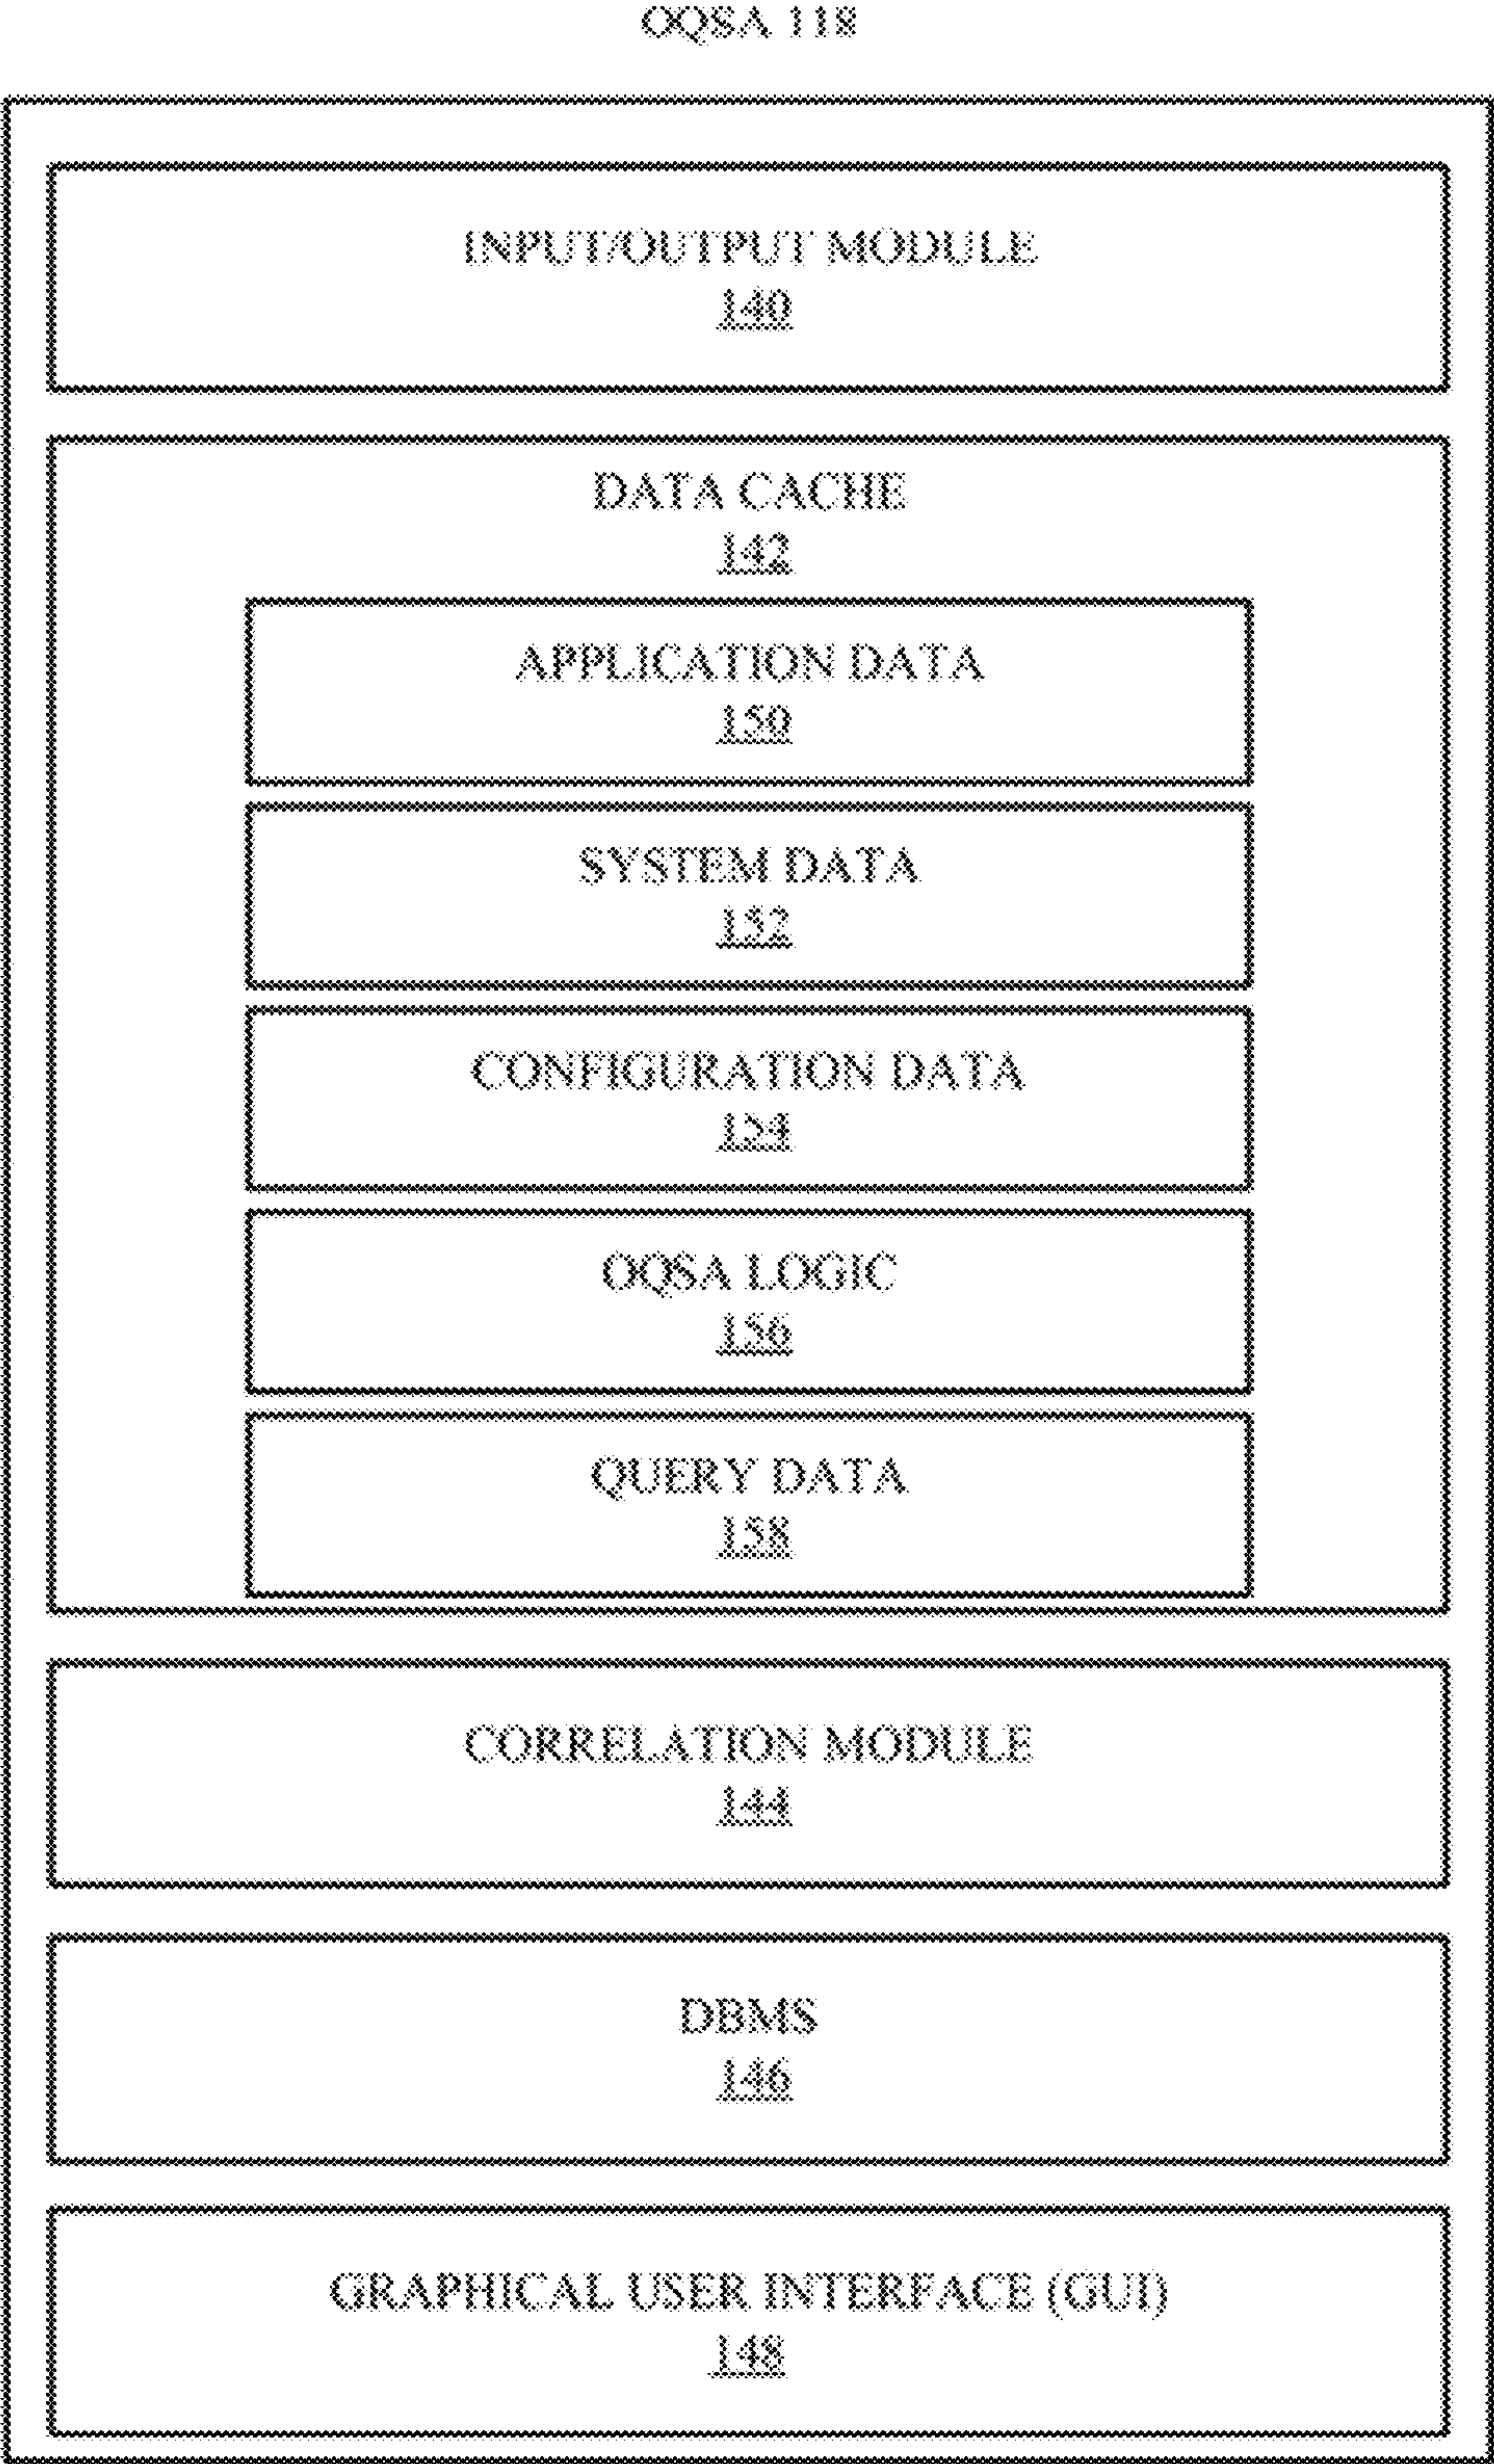 OQSA 118
INPUT/OUTPUT MODULE
140
DATA CACHE
142
APPLICATION DATA
150
SYSTEM DATA
152
CONFIGURATION DATA
154
OQSA LOGIC
156
QUERY DATA
158
CORRELATION MODULE
144
DBMS
146
GRAPHICAL USER INTERFACE (GUI)
148